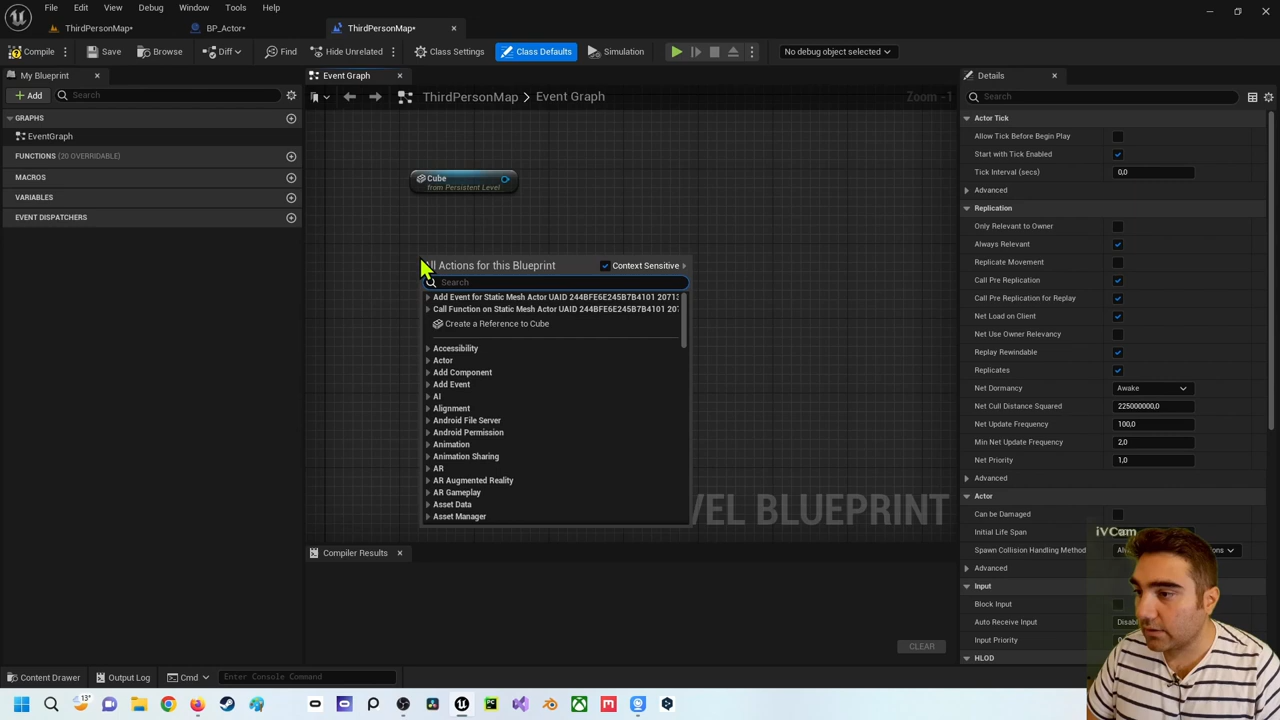 File Edit Asset View Debug Window Tools Help
ThirdPersonMap*
BP_Actor*
ThirdPersonMap*
Compile
Save
Browse
Diff
Find
Hide Unrelated
Class Settings
Class Defaults
Simulation
No debug object selected
My Blueprint
Event Graph
Details
Add
Search
ThirdPersonMap > Event Graph
Zoom -1
Search
GRAPHS
EventGraph
FUNCTIONS (20 OVERRIDABLE)
MACROS
VARIABLES
EVENT DISPATCHERS
Cube
from Persistent Level
Actions for this Blueprint
Context Sensitive
Search
Add Event for Static Mesh Actor UAID 244BFE6E245B7B4101 20713
Call Function on Static Mesh Actor UAID 244BFE6E245B7B4101 207
Create a Reference to Cube
Accessibility
Actor
Add Component
Add Event
AI
Alignment
Android File Server
Android Permission
Animation
Animation Sharing
AR
AR Augmented Reality
AR Gameplay
Asset Data
Asset Manager
VEL BLUEPRINT
Actor Tick
Allow Tick Before Begin Play
Start with Tick Enabled
Tick Interval (secs) 0,0
Advanced
Replication
Only Relevant to Owner
Always Relevant
Replicate Movement
Call Pre Replication
Call Pre Replication for Replay
Net Load on Client
Net Use Owner Relevancy
Replay Rewindable
Replicates
Net Dormancy Awake
Net Cull Distance Squared 225000000,0
Net Update Frequency 100,0
Min Net Update Frequency 2,0
Net Priority 1,0
Advanced
Actor
Can be Damaged
Initial Life Span
iVCam
Spawn Collision Handling Method
Advanced
Input
Block Input
Auto Receive Input
Input Priority
HLOD
Compiler Results
CLEAR
Content Drawer
Output Log
Cmd
Enter Console Command
13°